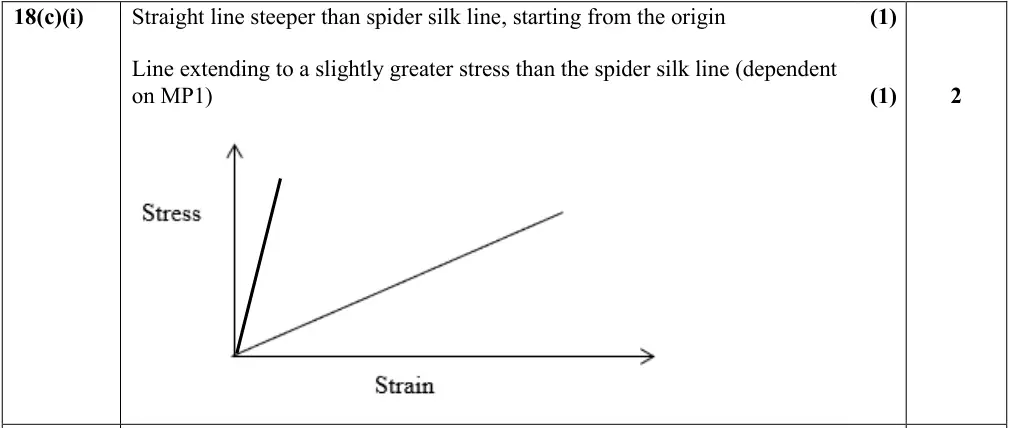 18(c)(i) Straight line steeper than spider silk line, starting from the origin (1)
Line extending to a slightly greater stress than the spider silk line (dependent
on MP1) (1) 2
Stress
Strain